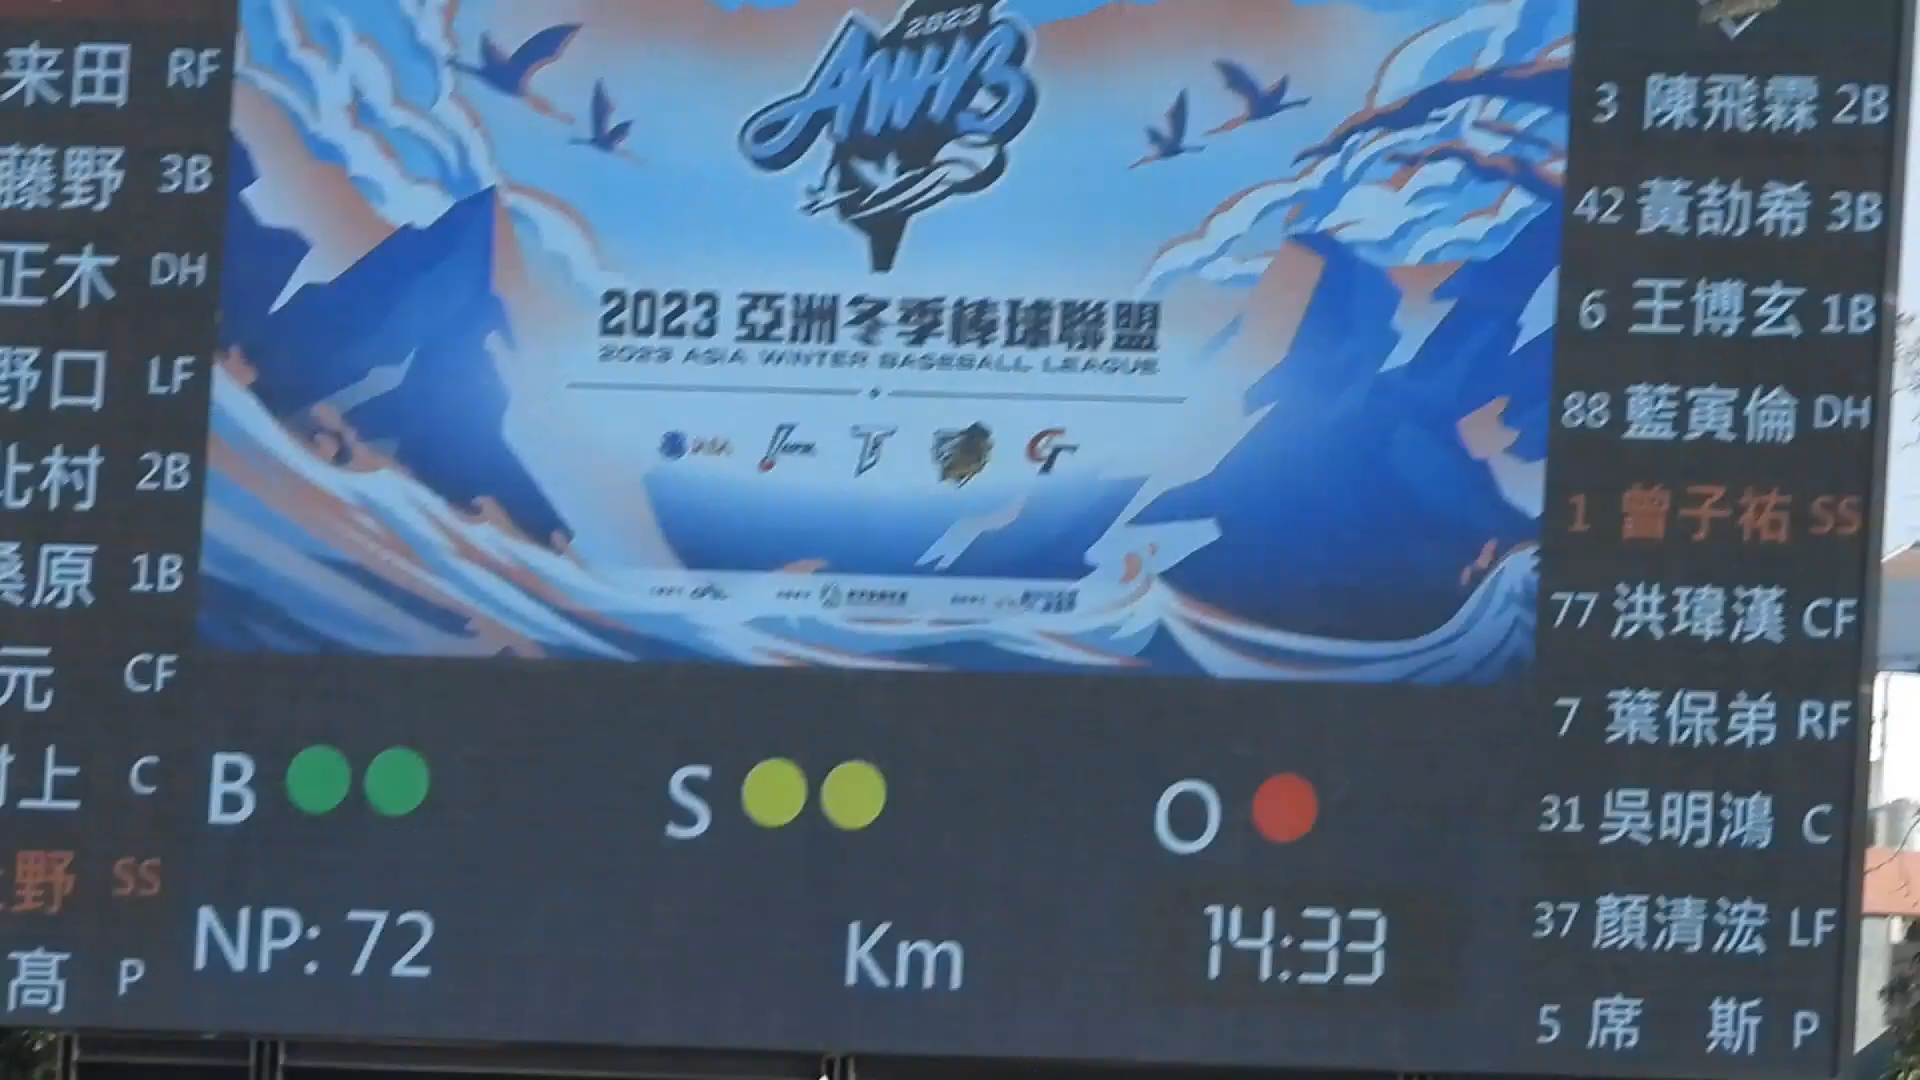 来田 RF
藤野 3B
正木 DH
野口 LF
北村 2B
桑原 1B
元 CF
村上 C
野 SS
髙 P
2023
AWB
2023 亞洲冬季棒球聯盟
2023 ASIA WINTER BASEBALL LEAGUE
3 陳飛霖 2B
42 黃劼希 3B
6 王博玄 1B
88 藍寅倫 DH
1 曾子祐 SS
77 洪瑋漢 CF
7 葉保弟 RF
31 吳明鴻 C
37 顏清浤 LF
5 席 斯 P
B S O
NP: 72 Km 14:33